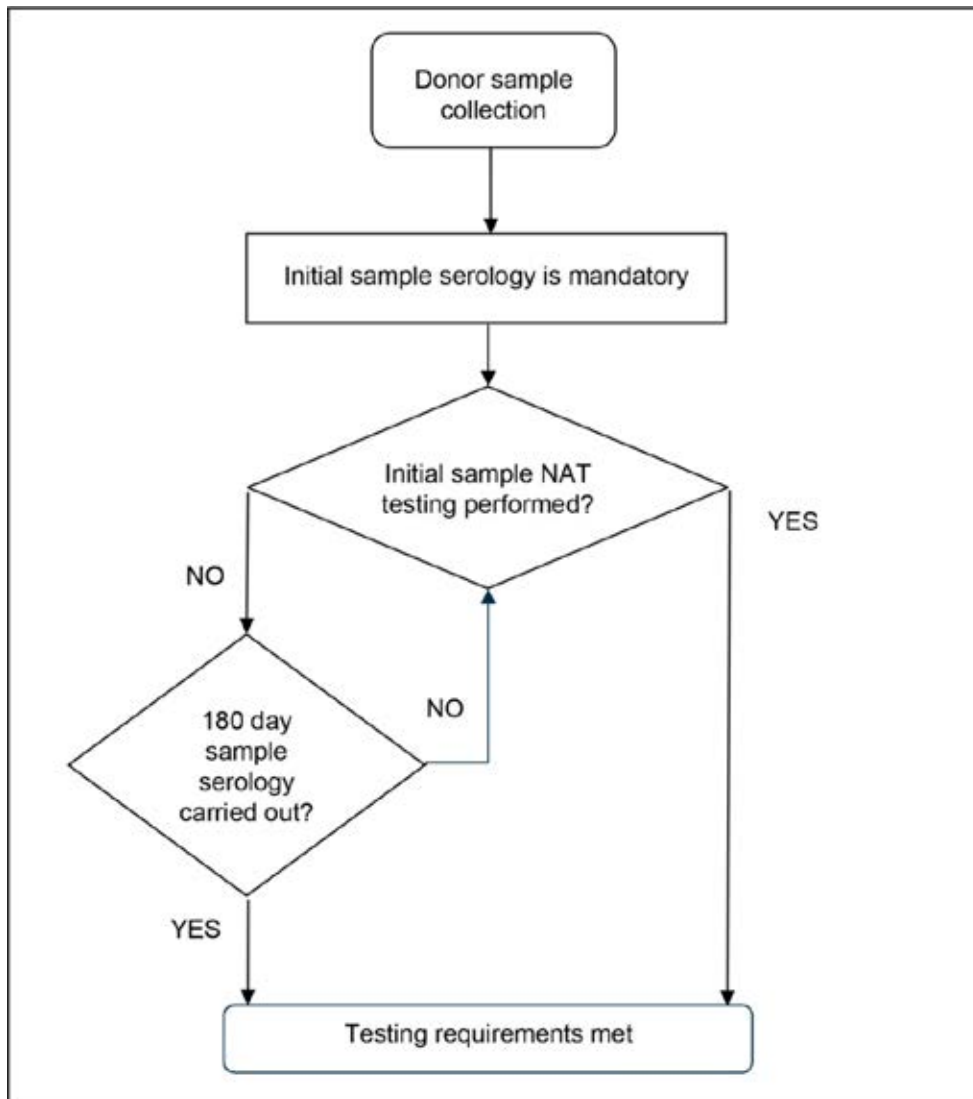 Donor sample
collection
Initial sample serology is mandatory
Initial sample NAT
testing performed?
YES
NO
180 day
sample
serology
carried out?
NO
YES
Testing requirements met